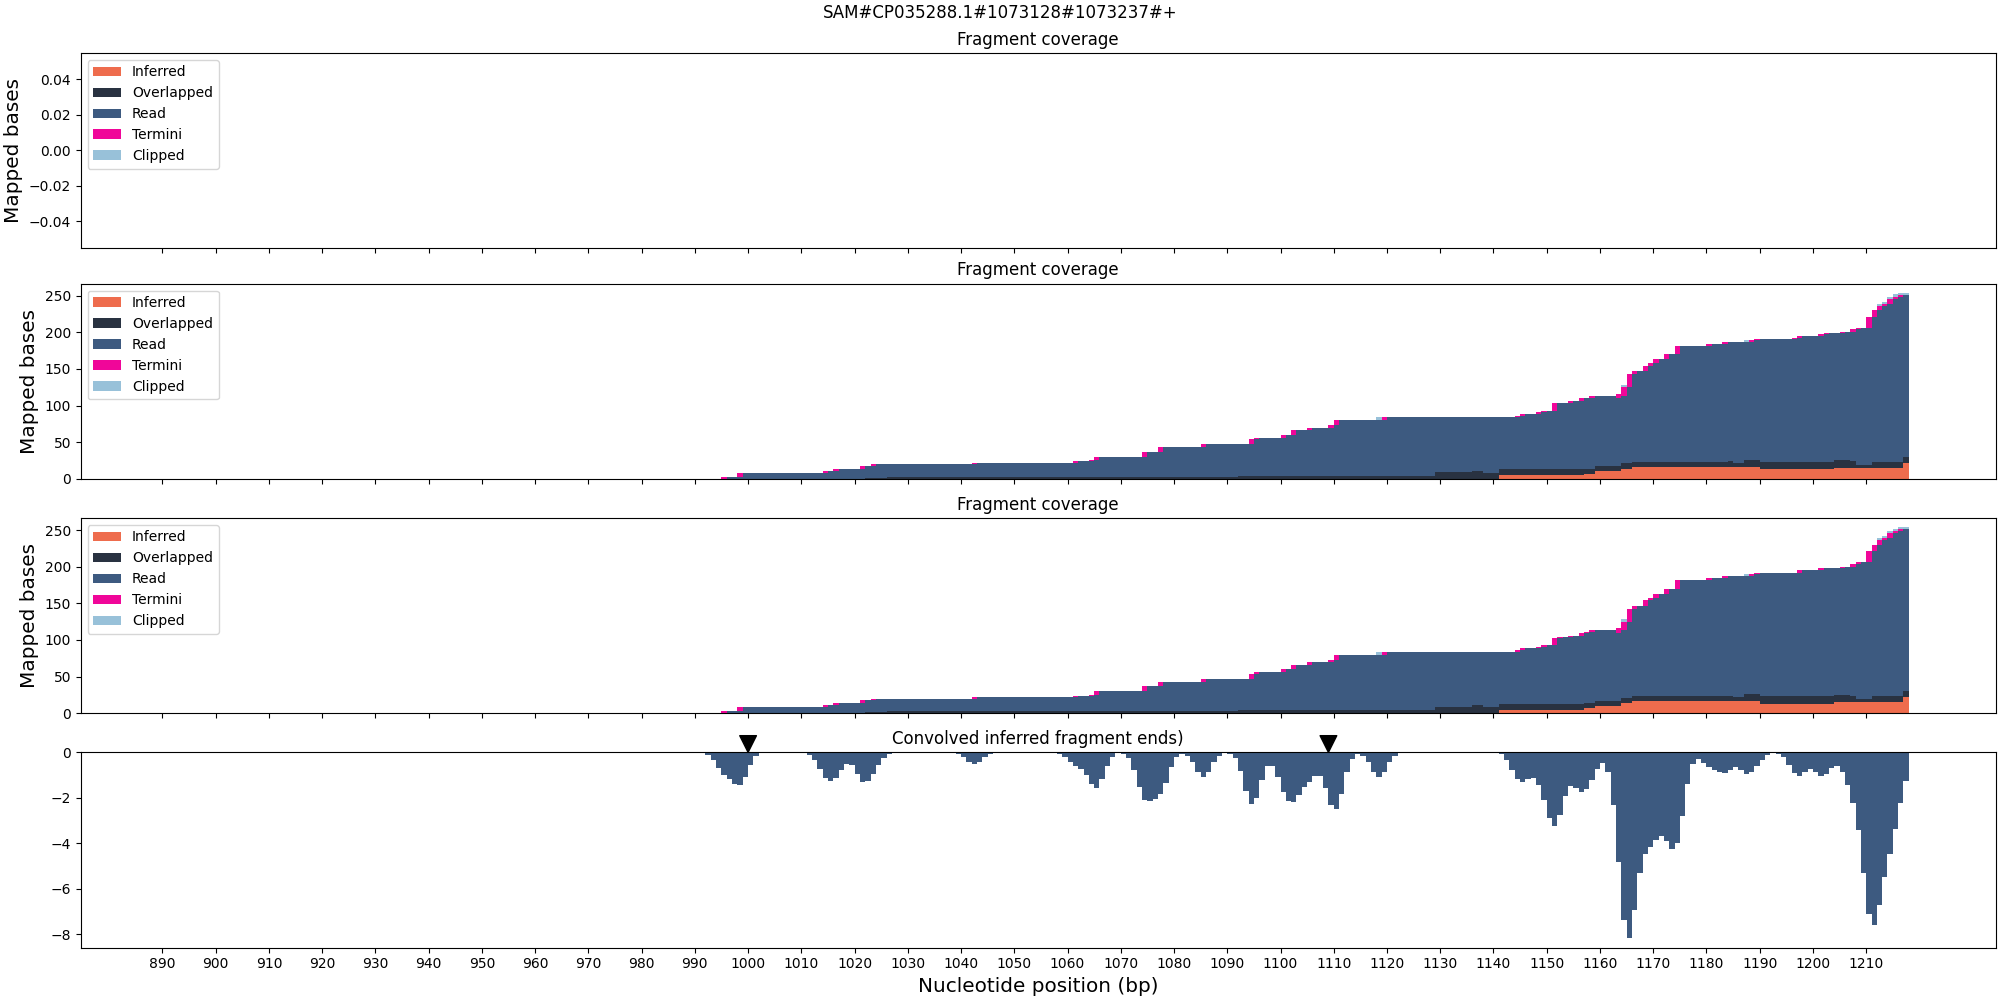 SAM#CP035288.1#1073128#1073237#+
Fragment coverage
Mapped bases
0.04
0.02
0.00
−0.02
−0.04
Inferred
Overlapped
Read
Termini
Clipped
Fragment coverage
Mapped bases
250
200
150
100
50
0
Inferred
Overlapped
Read
Termini
Clipped
Fragment coverage
Mapped bases
250
200
150
100
50
0
Inferred
Overlapped
Read
Termini
Clipped
Convolved inferred fragment ends)
0
−2
−4
−6
−8
890 900 910 920 930 940 950 960 970 980 990 1000 1010 1020 1030 1040 1050 1060 1070 1080 1090 1100 1110 1120 1130 1140 1150 1160 1170 1180 1190 1200 1210
Nucleotide position (bp)